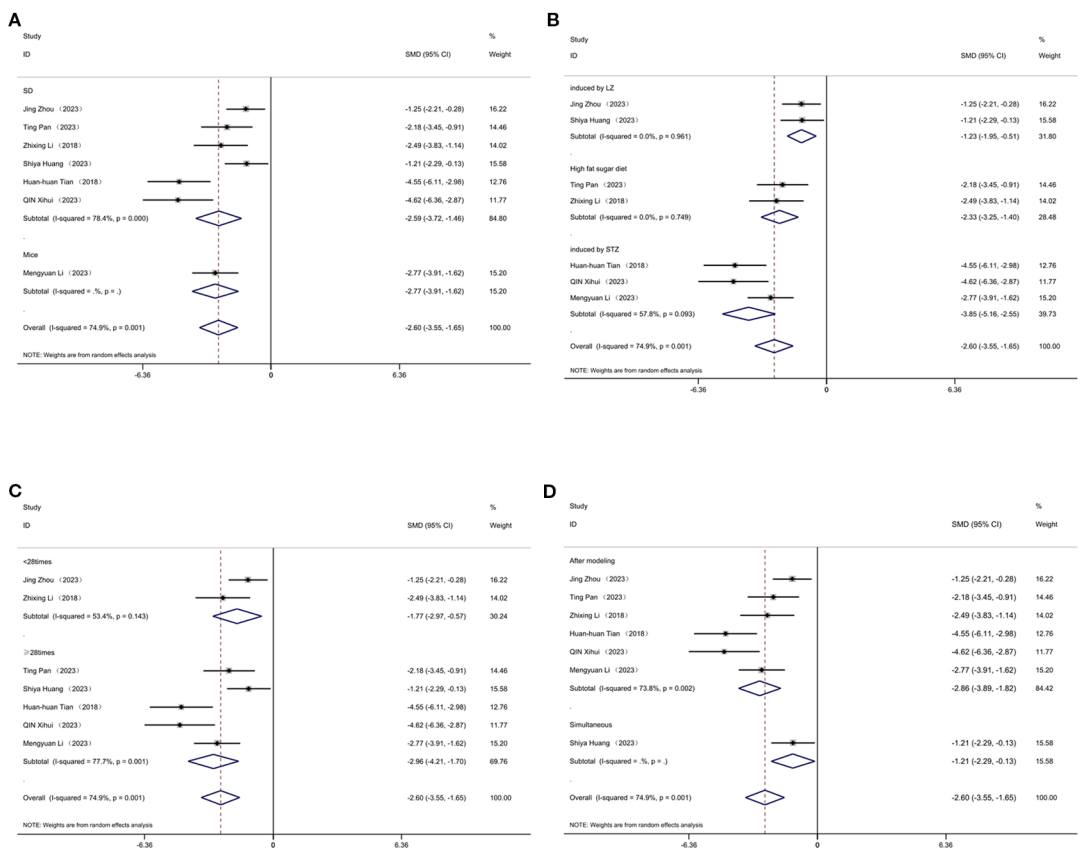 A
Study %
ID SMD (95% CI) Weight
SD
Jing Zhou （2023） -1.25 (-2.21, -0.28) 16.22
Ting Pan （2023） -2.18 (-3.45, -0.91) 14.46
Zhixing Li （2018） -2.49 (-3.83, -1.14) 14.02
Shiya Huang （2023） -1.21 (-2.29, -0.13) 15.58
Huan-huan Tian （2018） -4.55 (-6.11, -2.98) 12.76
QIN Xihui （2023） -4.62 (-6.36, -2.87) 11.77
Subtotal (I-squared = 78.4%, p = 0.000) -2.59 (-3.72, -1.46) 84.80
.
Mice
Mengyuan Li （2023） -2.77 (-3.91, -1.62) 15.20
Subtotal (I-squared = .%, p = .) -2.77 (-3.91, -1.62) 15.20
.
Overall (I-squared = 74.9%, p = 0.001) -2.60 (-3.55, -1.65) 100.00
NOTE: Weights are from random effects analysis
-6.36 0 6.36
B
Study %
ID SMD (95% CI) Weight
induced by LZ
Jing Zhou （2023） -1.25 (-2.21, -0.28) 16.22
Shiya Huang （2023） -1.21 (-2.29, -0.13) 15.58
Subtotal (I-squared = 0.0%, p = 0.961) -1.23 (-1.95, -0.51) 31.80
.
High fat sugar diet
Ting Pan （2023） -2.18 (-3.45, -0.91) 14.46
Zhixing Li （2018） -2.49 (-3.83, -1.14) 14.02
Subtotal (I-squared = 0.0%, p = 0.749) -2.33 (-3.25, -1.40) 28.48
.
induced by STZ
Huan-huan Tian （2018） -4.55 (-6.11, -2.98) 12.76
QIN Xihui （2023） -4.62 (-6.36, -2.87) 11.77
Mengyuan Li （2023） -2.77 (-3.91, -1.62) 15.20
Subtotal (I-squared = 57.8%, p = 0.093) -3.85 (-5.16, -2.55) 39.73
.
Overall (I-squared = 74.9%, p = 0.001) -2.60 (-3.55, -1.65) 100.00
NOTE: Weights are from random effects analysis
-6.36 0 6.36
C
Study %
ID SMD (95% CI) Weight
<28times
Jing Zhou （2023） -1.25 (-2.21, -0.28) 16.22
Zhixing Li （2018） -2.49 (-3.83, -1.14) 14.02
Subtotal (I-squared = 53.4%, p = 0.143) -1.77 (-2.97, -0.57) 30.24
.
≥28times
Ting Pan （2023） -2.18 (-3.45, -0.91) 14.46
Shiya Huang （2023） -1.21 (-2.29, -0.13) 15.58
Huan-huan Tian （2018） -4.55 (-6.11, -2.98) 12.76
QIN Xihui （2023） -4.62 (-6.36, -2.87) 11.77
Mengyuan Li （2023） -2.77 (-3.91, -1.62) 15.20
Subtotal (I-squared = 77.7%, p = 0.001) -2.96 (-4.21, -1.70) 69.76
.
Overall (I-squared = 74.9%, p = 0.001) -2.60 (-3.55, -1.65) 100.00
NOTE: Weights are from random effects analysis
-6.36 0 6.36
D
Study %
ID SMD (95% CI) Weight
After modeling
Jing Zhou （2023） -1.25 (-2.21, -0.28) 16.22
Ting Pan （2023） -2.18 (-3.45, -0.91) 14.46
Zhixing Li （2018） -2.49 (-3.83, -1.14) 14.02
Huan-huan Tian （2018） -4.55 (-6.11, -2.98) 12.76
QIN Xihui （2023） -4.62 (-6.36, -2.87) 11.77
Mengyuan Li （2023） -2.77 (-3.91, -1.62) 15.20
Subtotal (I-squared = 73.8%, p = 0.002) -2.86 (-3.89, -1.82) 84.42
.
Simultaneous
Shiya Huang （2023） -1.21 (-2.29, -0.13) 15.58
Subtotal (I-squared = .%, p = .) -1.21 (-2.29, -0.13) 15.58
.
Overall (I-squared = 74.9%, p = 0.001) -2.60 (-3.55, -1.65) 100.00
NOTE: Weights are from random effects analysis
-6.36 0 6.36